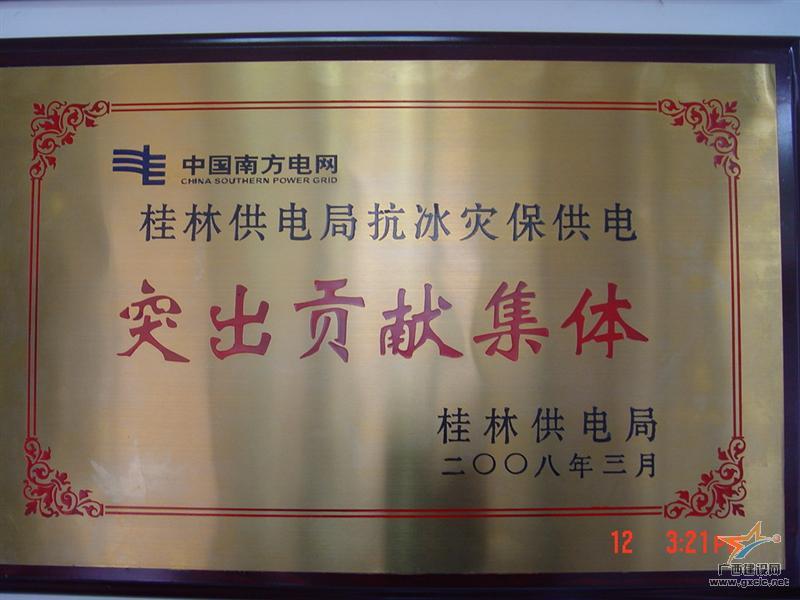 中国南方电网
CHINA SOUTHERN POWER GRID
桂林供电局抗冰灾保供电
突出贡献集体
桂林供电局
二〇〇八年三月
12 3:21PM
广西建设网
www.gxcic.net